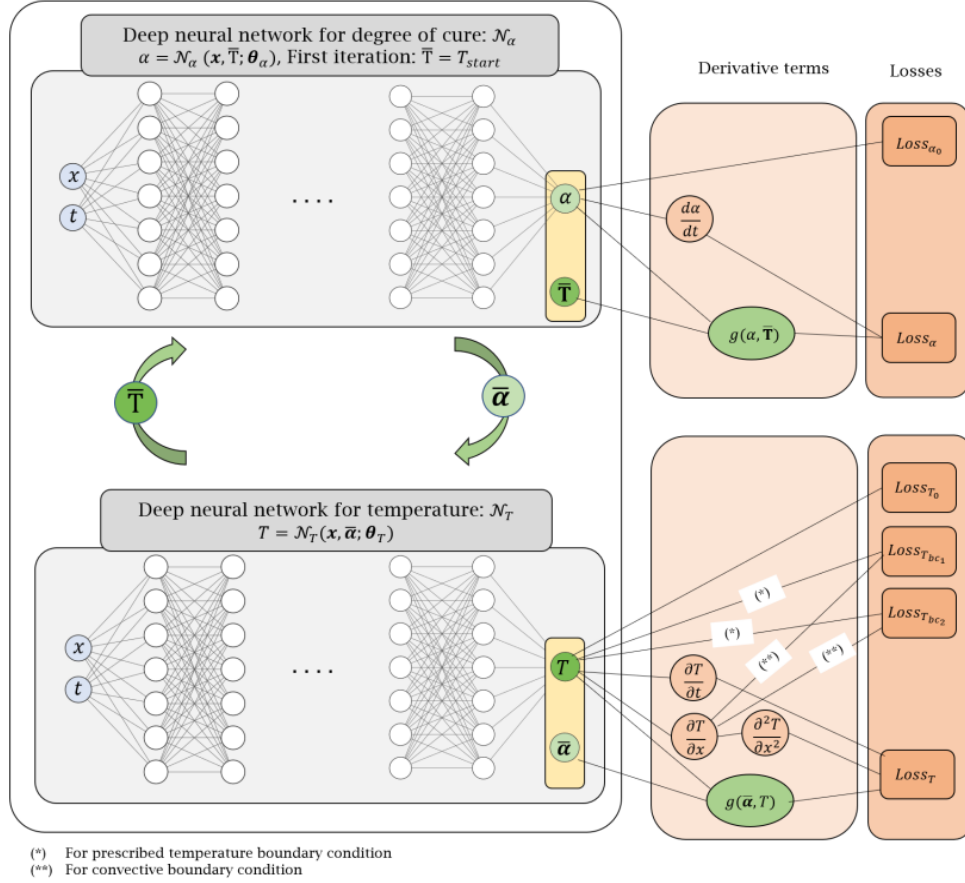 Deep neural network for degree of cure: 𝒩_α
α = 𝒩_α (𝒙, T̅; 𝜽_α), First iteration: T̅ = T_start
Derivative terms
Losses
x
t
. . . .
α
T̅
dα/dt
g(α, T̅)
Loss_α₀
Loss_α
T̅
α̅
Deep neural network for temperature: 𝒩_T
T = 𝒩_T(𝒙, α̅; 𝜽_T)
x
t
. . . .
T
α̅
(*)
(*)
(**)
(**)
∂T/∂t
∂T/∂x
∂²T/∂x²
g(α̅, T)
Loss_T₀
Loss_T_bc₁
Loss_T_bc₂
Loss_T
(*) For prescribed temperature boundary condition
(**) For convective boundary condition